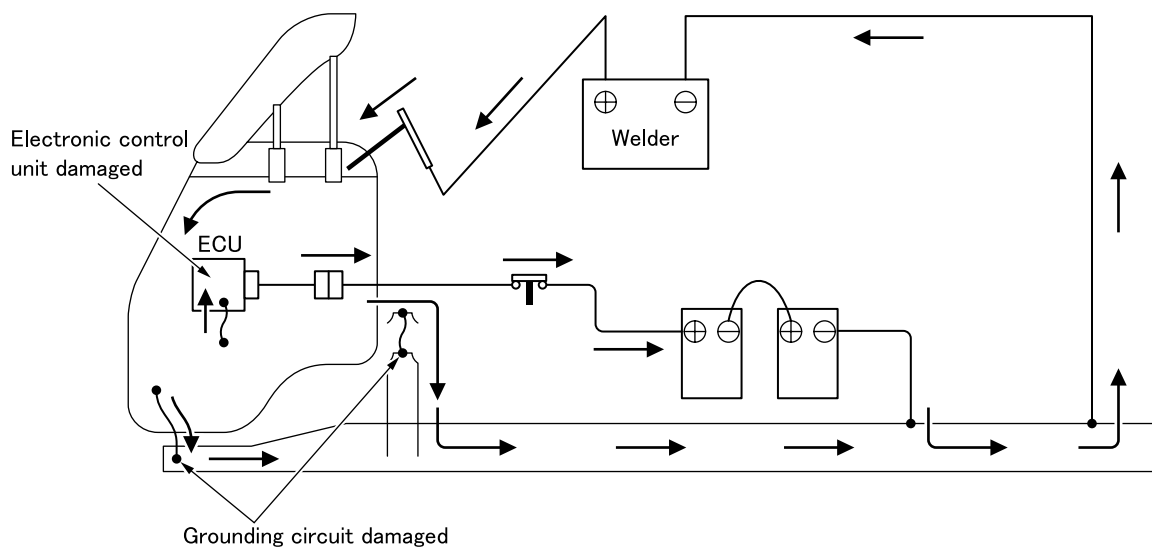 Electronic control
unit damaged
Welder
ECU
Grounding circuit damaged